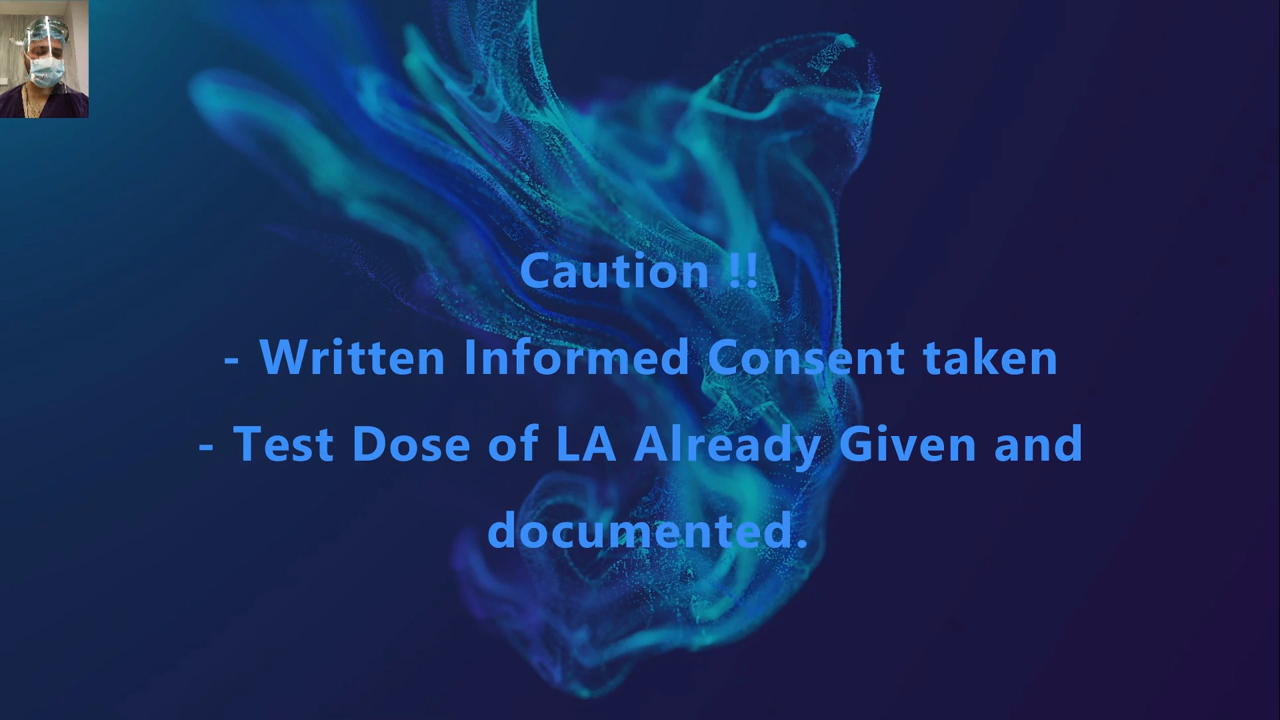 Caution !!
- Written Informed Consent taken
- Test Dose of LA Already Given and
documented.